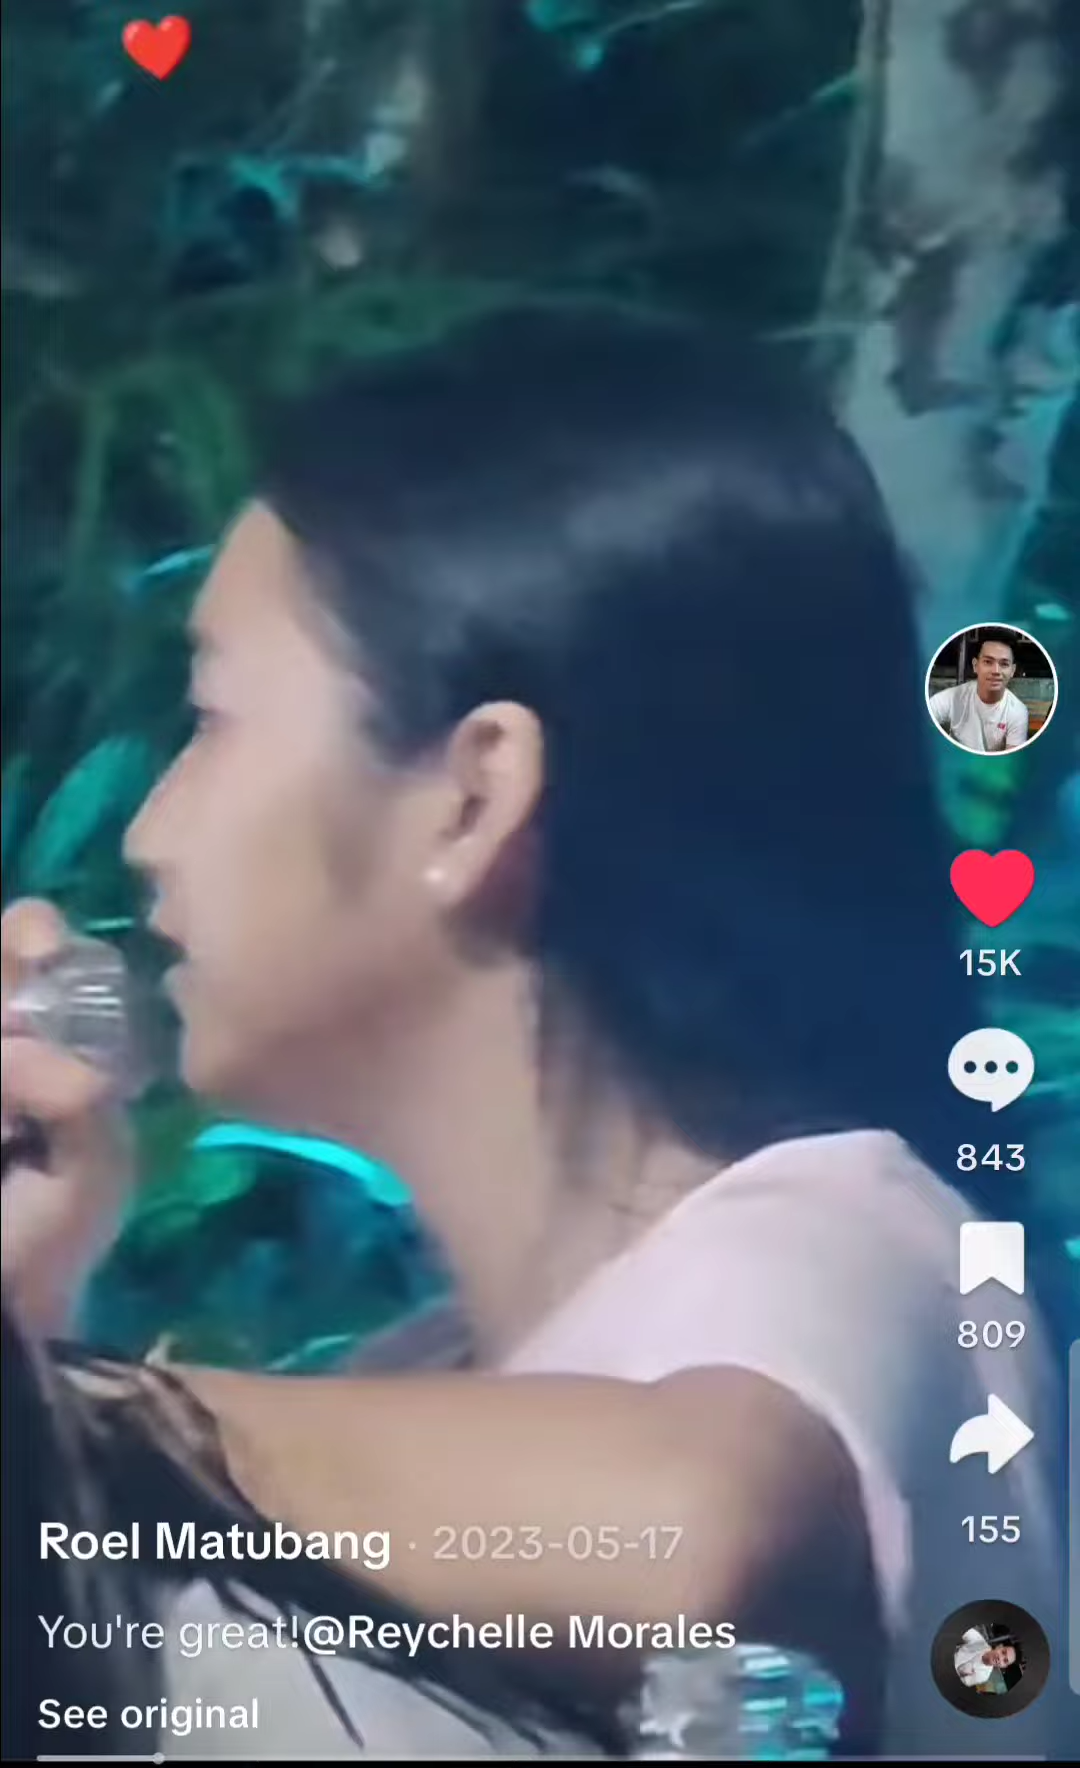 15K
843
809
155
Roel Matubang · 2023-05-17
You're great!@Reychelle Morales
See original